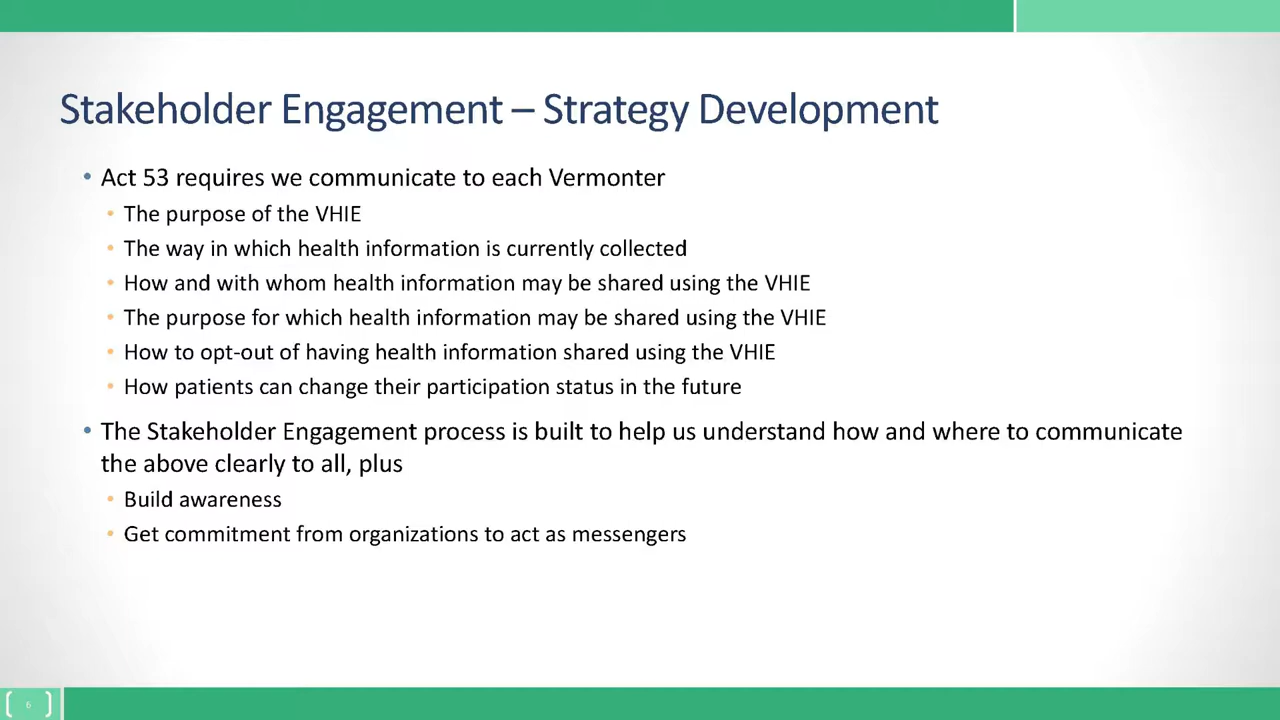 Stakeholder Engagement – Strategy Development
• Act 53 requires we communicate to each Vermonter
• The purpose of the VHIE
• The way in which health information is currently collected
• How and with whom health information may be shared using the VHIE
• The purpose for which health information may be shared using the VHIE
• How to opt-out of having health information shared using the VHIE
• How patients can change their participation status in the future
• The Stakeholder Engagement process is built to help us understand how and where to communicate
the above clearly to all, plus
• Build awareness
• Get commitment from organizations to act as messengers
6